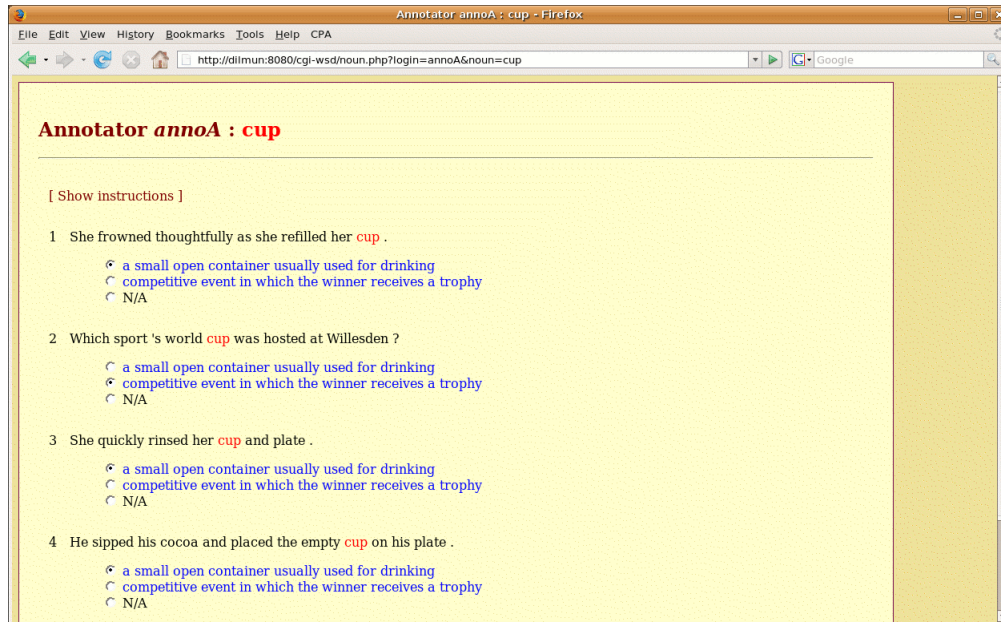 Annotator annoA : cup - Firefox
File Edit View History Bookmarks Tools Help CPA
http://dilmun:8080/cgi-wsd/noun.php?login=annoA&noun=cup
G Google
Annotator annoA : cup
[ Show instructions ]
1 She frowned thoughtfully as she refilled her cup .
a small open container usually used for drinking
competitive event in which the winner receives a trophy
N/A
2 Which sport 's world cup was hosted at Willesden ?
a small open container usually used for drinking
competitive event in which the winner receives a trophy
N/A
3 She quickly rinsed her cup and plate .
a small open container usually used for drinking
competitive event in which the winner receives a trophy
N/A
4 He sipped his cocoa and placed the empty cup on his plate .
a small open container usually used for drinking
competitive event in which the winner receives a trophy
N/A